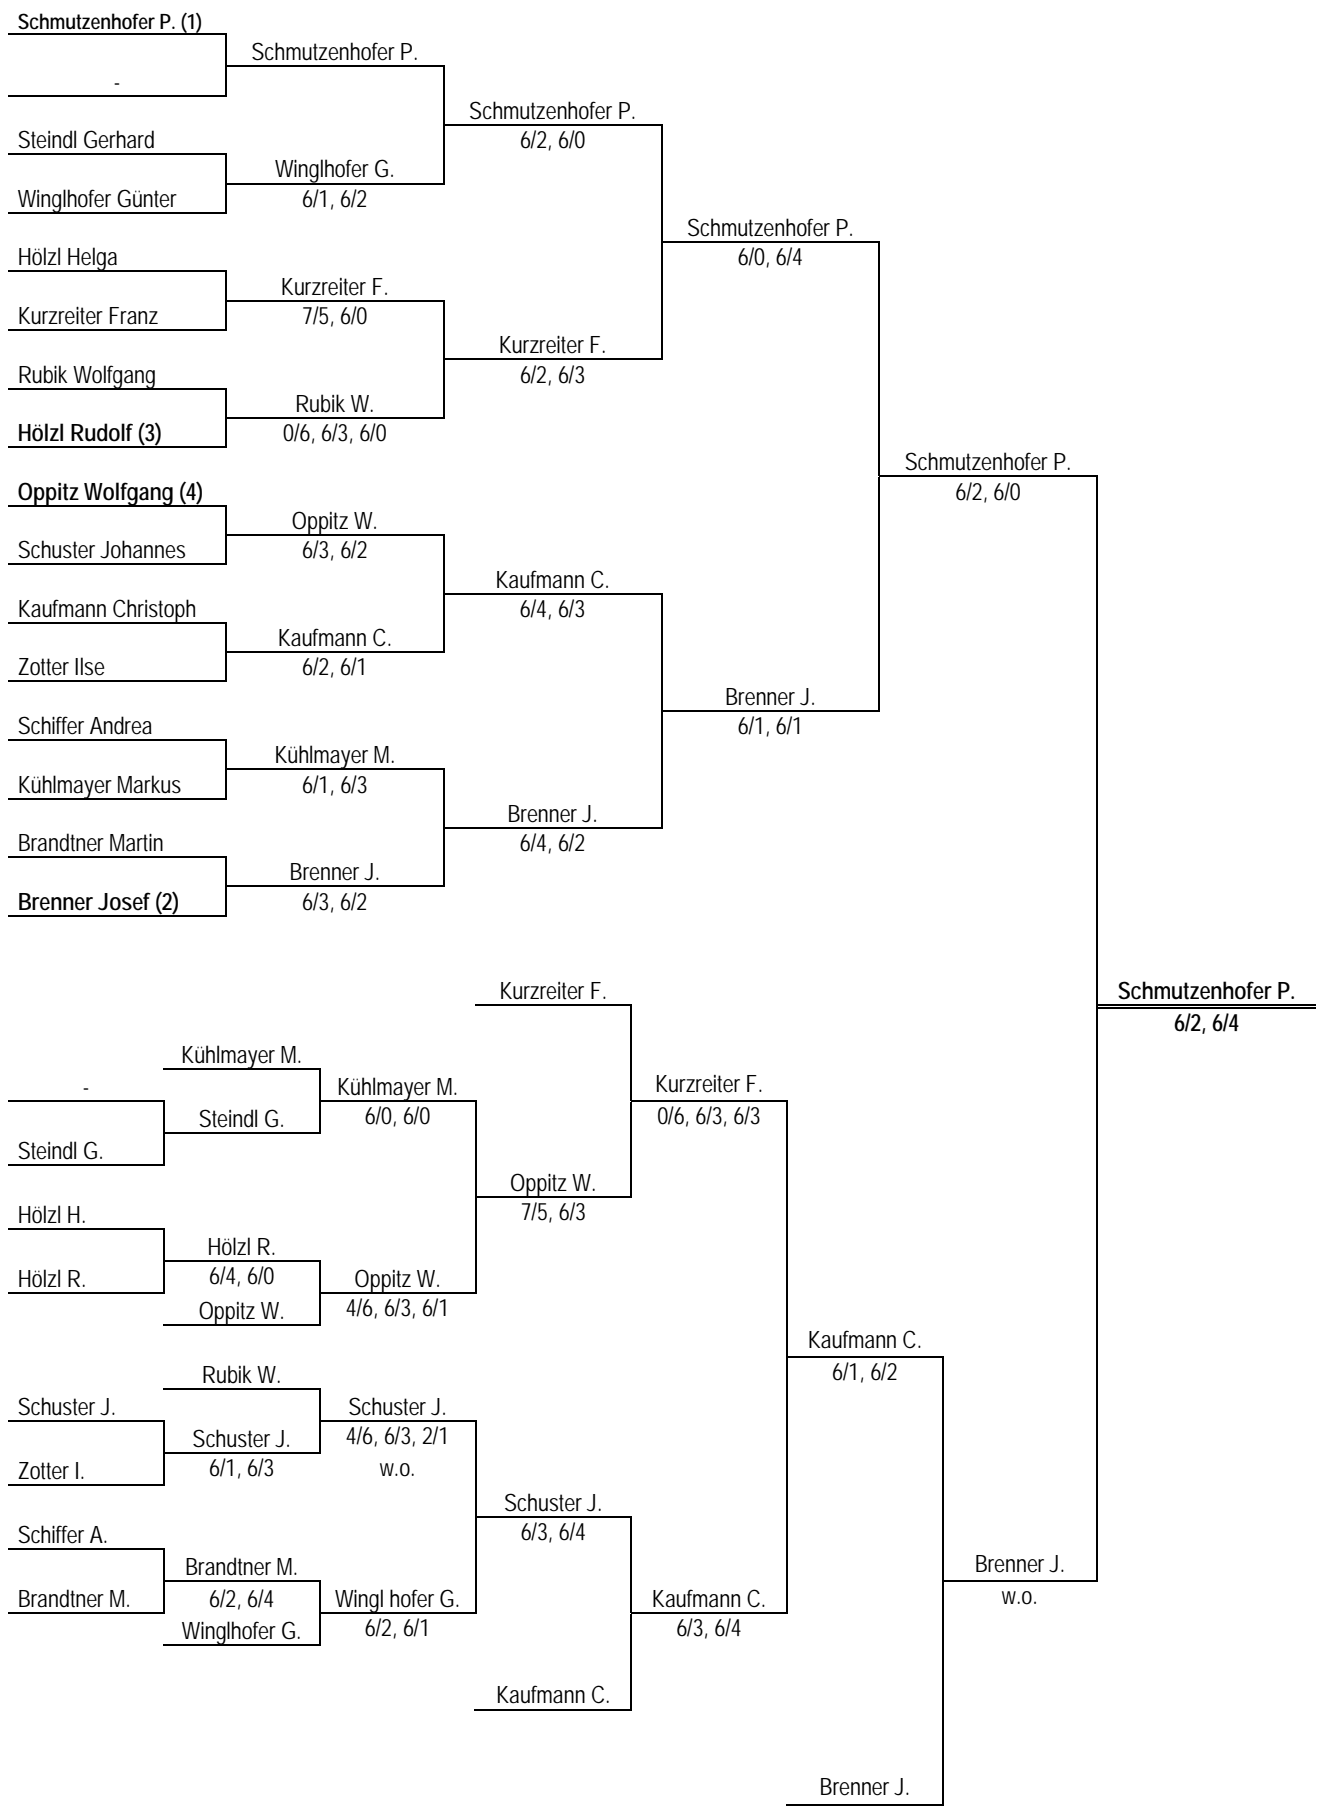 Schmutzenhofer P. (1)
Schmutzenhofer P.
-
Schmutzenhofer P.
6/2, 6/0
Steindl Gerhard
Winglhofer G.
6/1, 6/2
Winglhofer Günter
Schmutzenhofer P.
6/0, 6/4
Hölzl Helga
Kurzreiter F.
7/5, 6/0
Kurzreiter Franz
Kurzreiter F.
6/2, 6/3
Rubik Wolfgang
Rubik W.
0/6, 6/3, 6/0
Hölzl Rudolf (3)
Schmutzenhofer P.
6/2, 6/0
Oppitz Wolfgang (4)
Oppitz W.
6/3, 6/2
Schuster Johannes
Kaufmann C.
6/4, 6/3
Kaufmann Christoph
Kaufmann C.
6/2, 6/1
Zotter Ilse
Brenner J.
6/1, 6/1
Schiffer Andrea
Kühlmayer M.
6/1, 6/3
Kühlmayer Markus
Brenner J.
6/4, 6/2
Brandtner Martin
Brenner J.
6/3, 6/2
Brenner Josef (2)
Kurzreiter F.
Schmutzenhofer P.
6/2, 6/4
Kühlmayer M.
-
Kühlmayer M.
6/0, 6/0
Kurzreiter F.
0/6, 6/3, 6/3
Steindl G.
Steindl G.
Oppitz W.
7/5, 6/3
Hölzl H.
Hölzl R.
6/4, 6/0
Hölzl R.
Oppitz W.
4/6, 6/3, 6/1
Oppitz W.
Kaufmann C.
6/1, 6/2
Rubik W.
Schuster J.
Schuster J.
4/6, 6/3, 2/1
w.o.
Schuster J.
6/1, 6/3
Zotter I.
Schuster J.
6/3, 6/4
Schiffer A.
Brandtner M.
6/2, 6/4
Brenner J.
w.o.
Brandtner M.
Wingl hofer G.
6/2, 6/1
Kaufmann C.
6/3, 6/4
Winglhofer G.
Kaufmann C.
Brenner J.